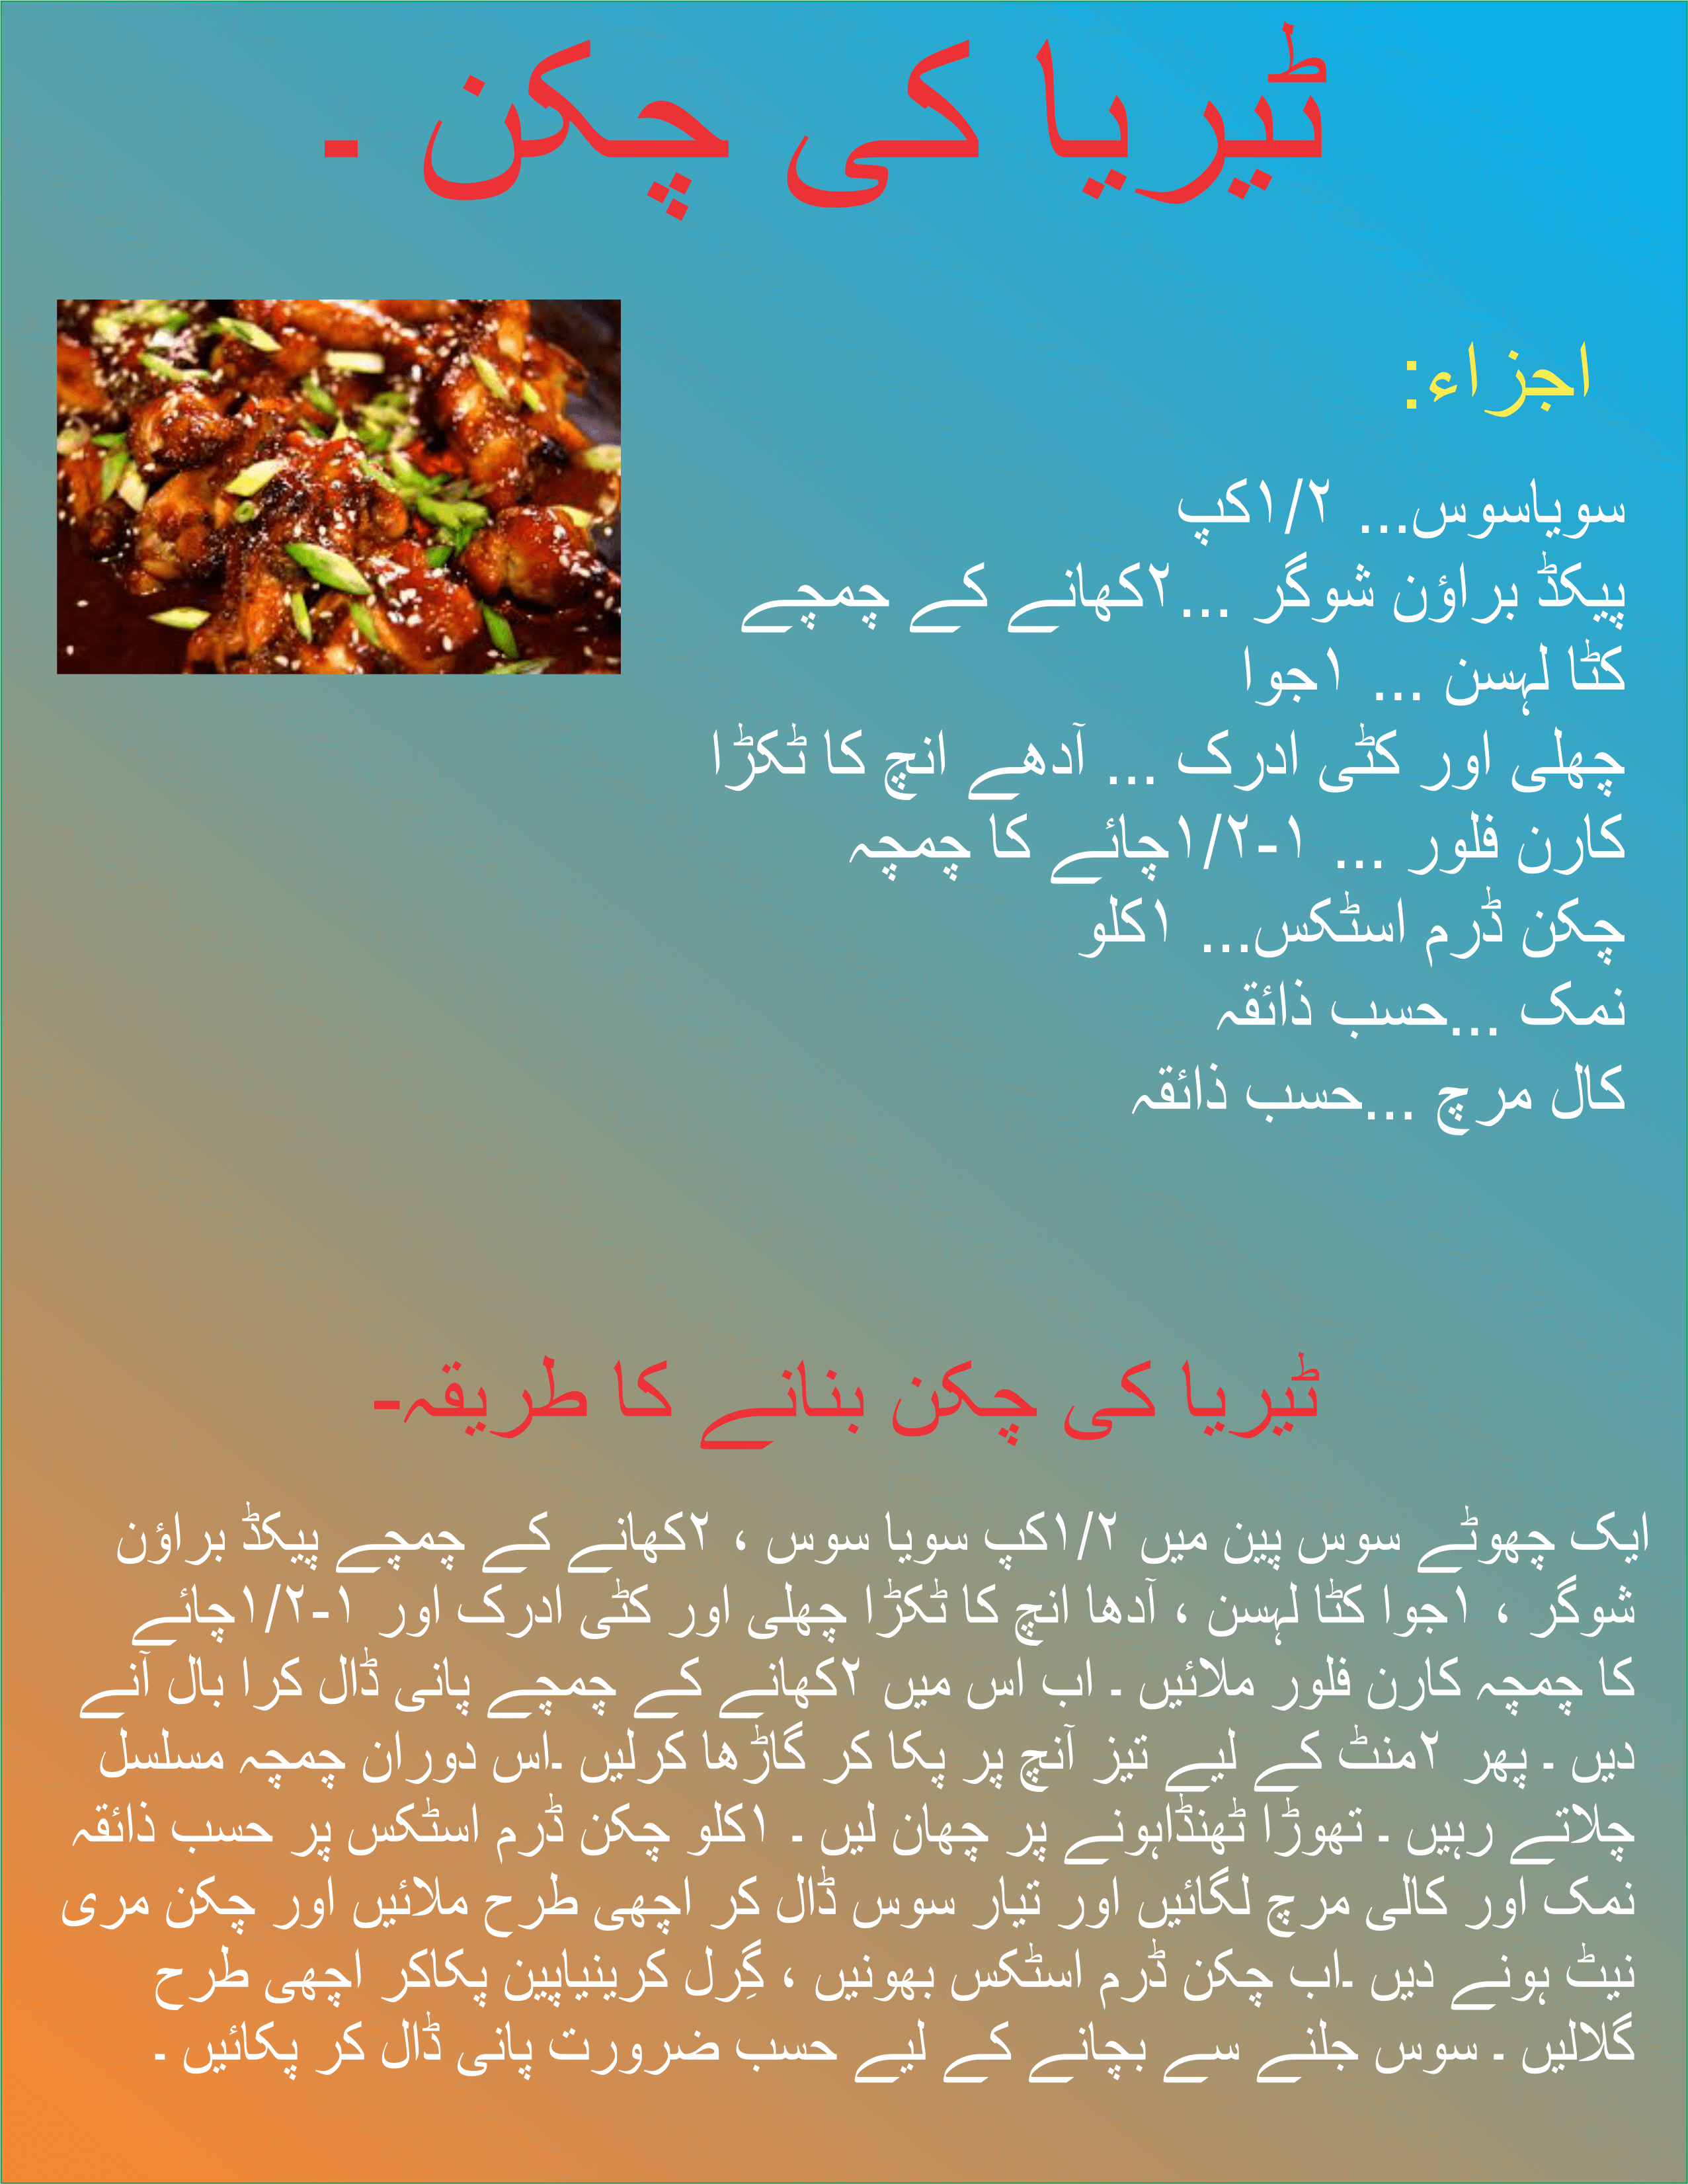 ٹیریا کی چکن ۔
اجزاء:
سویاسوس... ۱/۲کپ
پیکڈ براؤن شوگر ...۲کھانے کے چمچے
کٹا لہسن ... ۱جوا
چھلی اور کٹی ادرک ... آدھے انچ کا ٹکڑا
کارن فلور ... ۱-۱/۲چائے کا چمچہ
چکن ڈرم اسٹکس... ۱کلو
نمک ...حسب ذائقہ
کال مرچ ...حسب ذائقہ
ٹیریا کی چکن بنانے کا طریقہ-
ایک چھوٹے سوس پین میں ۱/۲کپ سویا سوس ، ۲کھانے کے چمچے پیکڈ براؤن
شوگر ، ۱جوا کٹا لہسن ، آدھا انچ کا ٹکڑا چھلی اور کٹی ادرک اور ۱-۱/۲چائے
کا چمچہ کارن فلور ملائیں ۔ اب اس میں ۲کھانے کے چمچے پانی ڈال کرا بال آنے
دیں ۔ پھر ۲منٹ کے لیے تیز آنچ پر پکا کر گاڑھا کرلیں ۔اس دوران چمچہ مسلسل
چلاتے رہیں ۔ تھوڑا ٹھنڈاہونے پر چھان لیں ۔ ۱کلو چکن ڈرم اسٹکس پر حسب ذائقہ
نمک اور کالی مرچ لگائیں اور تیار سوس ڈال کر اچھی طرح ملائیں اور چکن مری
نیٹ ہونے دیں ۔اب چکن ڈرم اسٹکس بھونیں ، گِرل کرینیاپین پکاکر اچھی طرح
گلالیں ۔ سوس جلنے سے بچانے کے لیے حسب ضرورت پانی ڈال کر پکائیں ۔